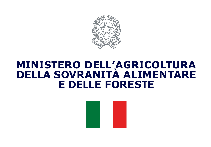 MINISTERO DELL'AGRICOLTURA
DELLA SOVRANITÀ ALIMENTARE
E DELLE FORESTE